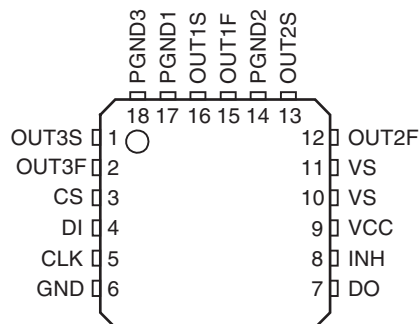 PGND3 PGND1 OUT1S OUT1F PGND2 OUT2S
18 17 16 15 14 13
OUT3S 1 12 OUT2F
OUT3F 2 11 VS
CS 3 10 VS
DI 4 9 VCC
CLK 5 8 INH
GND 6 7 DO